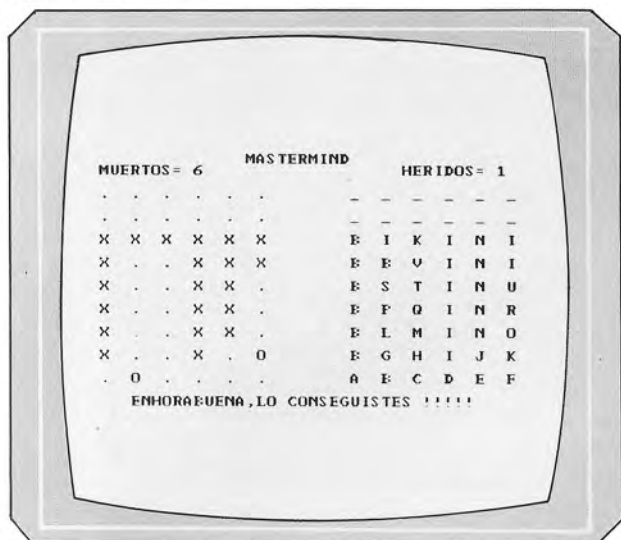 MASTERMIND
MUERTOS= 6 HERIDOS= 1
. . . . . . _ _ _ _ _ _
. . . . . . _ _ _ _ _ _
X X X X X X B I K I N I
X . . X X X B B V I N I
X . . X X . B S T I N U
X . . X X . B P Q I N R
X . . X X . B L M I N O
X . . X . O B G H I J K
. O . . . . A B C D E F
ENHORABUENA,LO CONSEGUISTES !!!!!